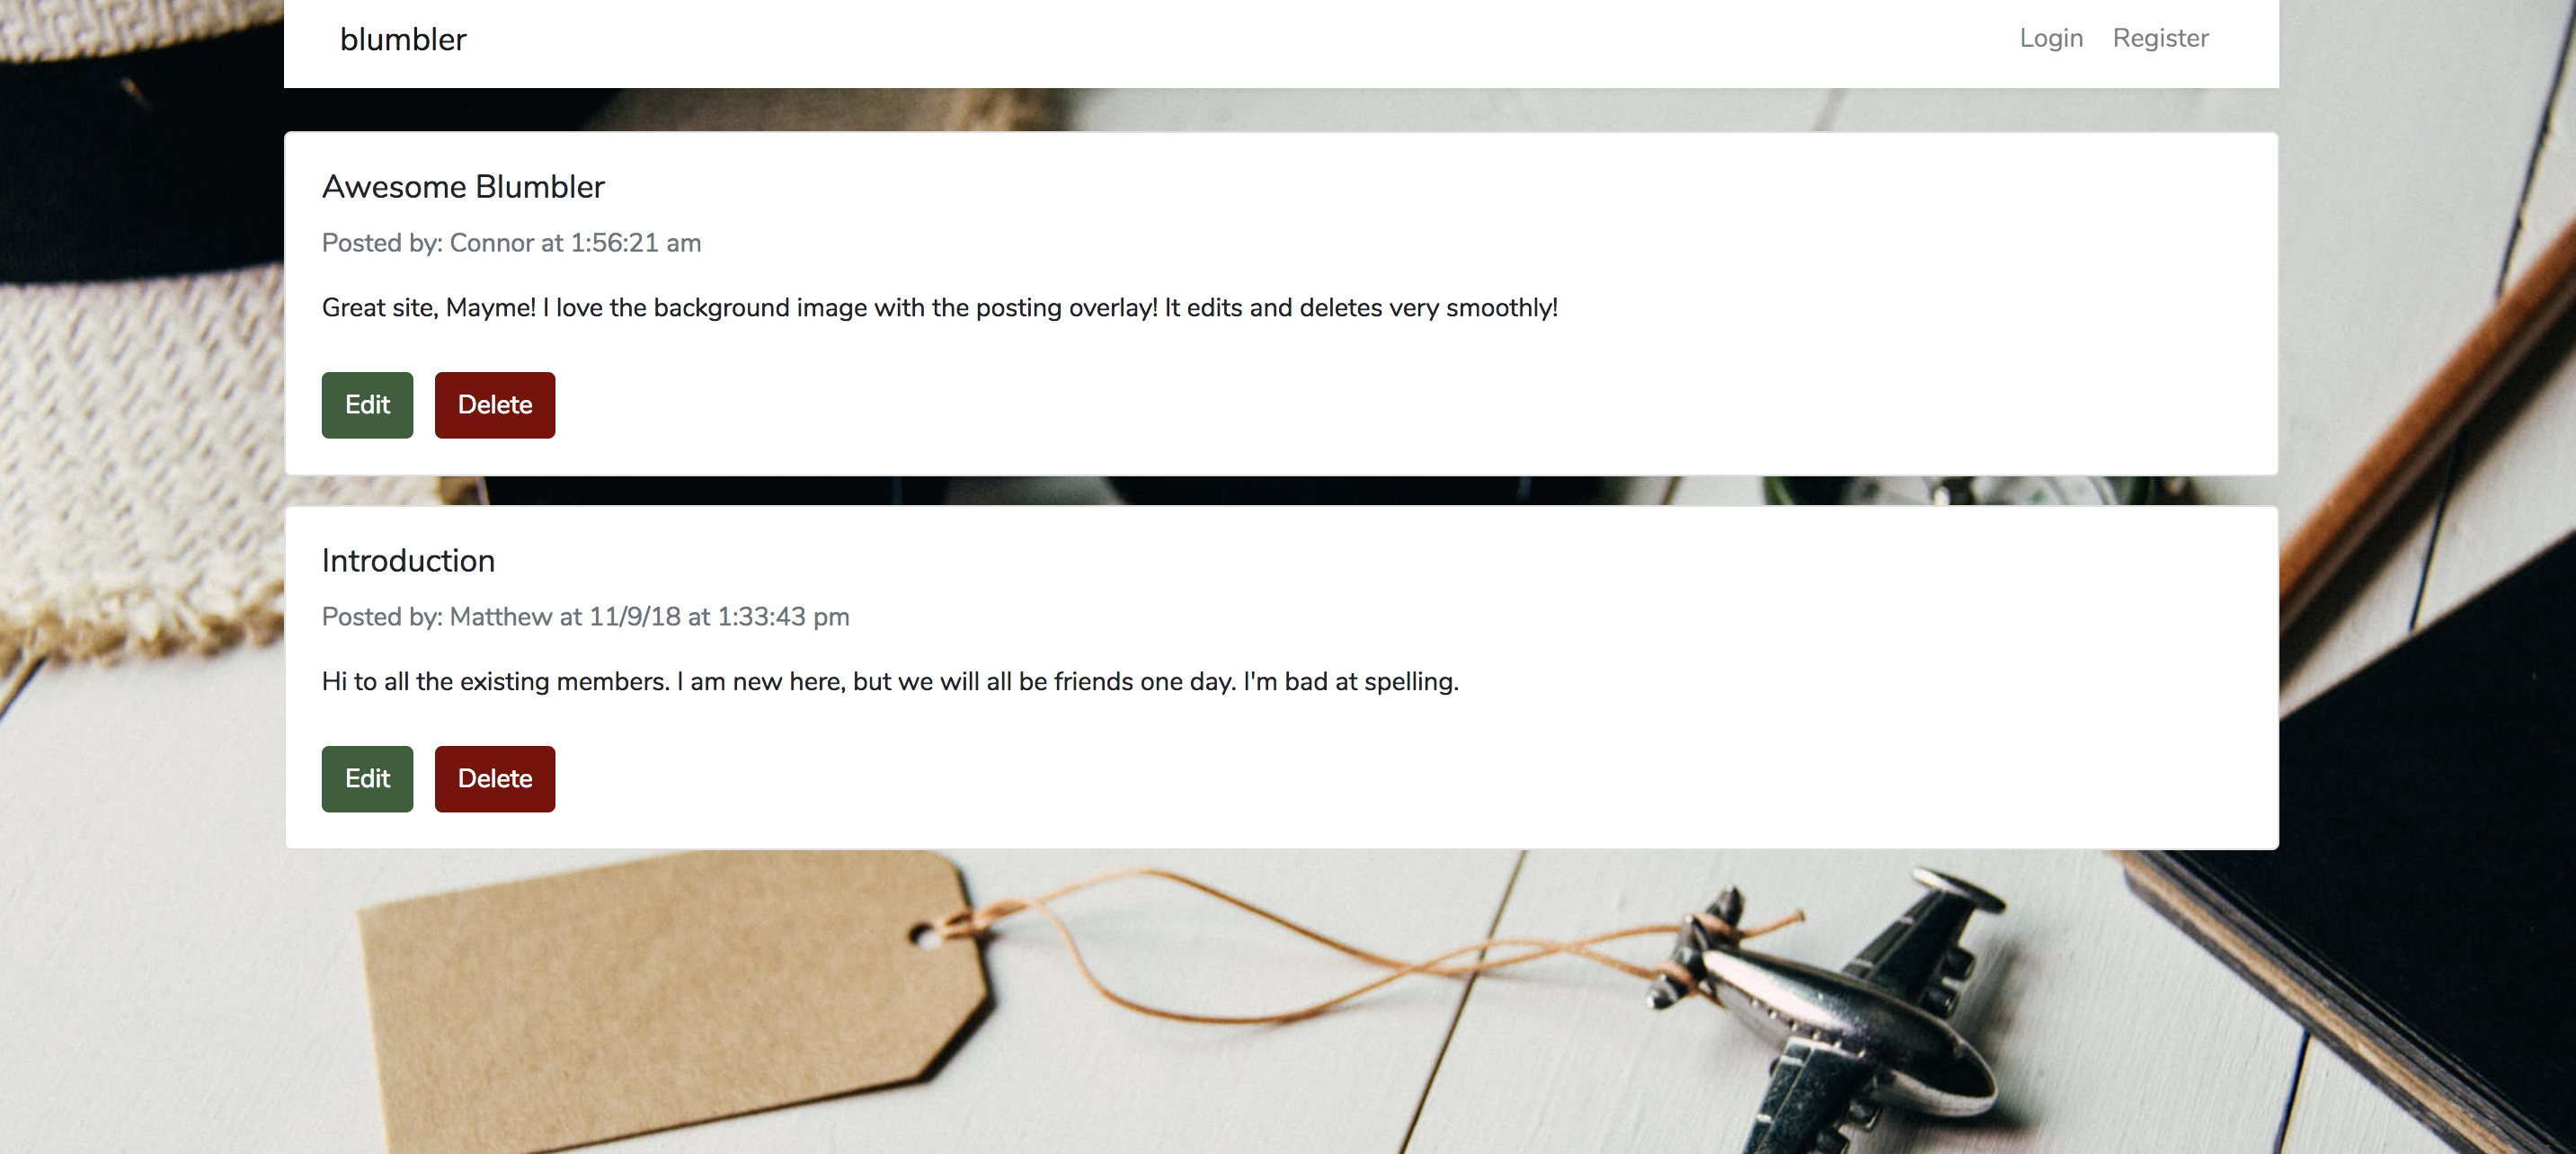 blumbler
Login Register
Awesome Blumbler
Posted by: Connor at 1:56:21 am
Great site, Mayme! I love the background image with the posting overlay! It edits and deletes very smoothly!
Edit Delete
Introduction
Posted by: Matthew at 11/9/18 at 1:33:43 pm
Hi to all the existing members. I am new here, but we will all be friends one day. I'm bad at spelling.
Edit Delete